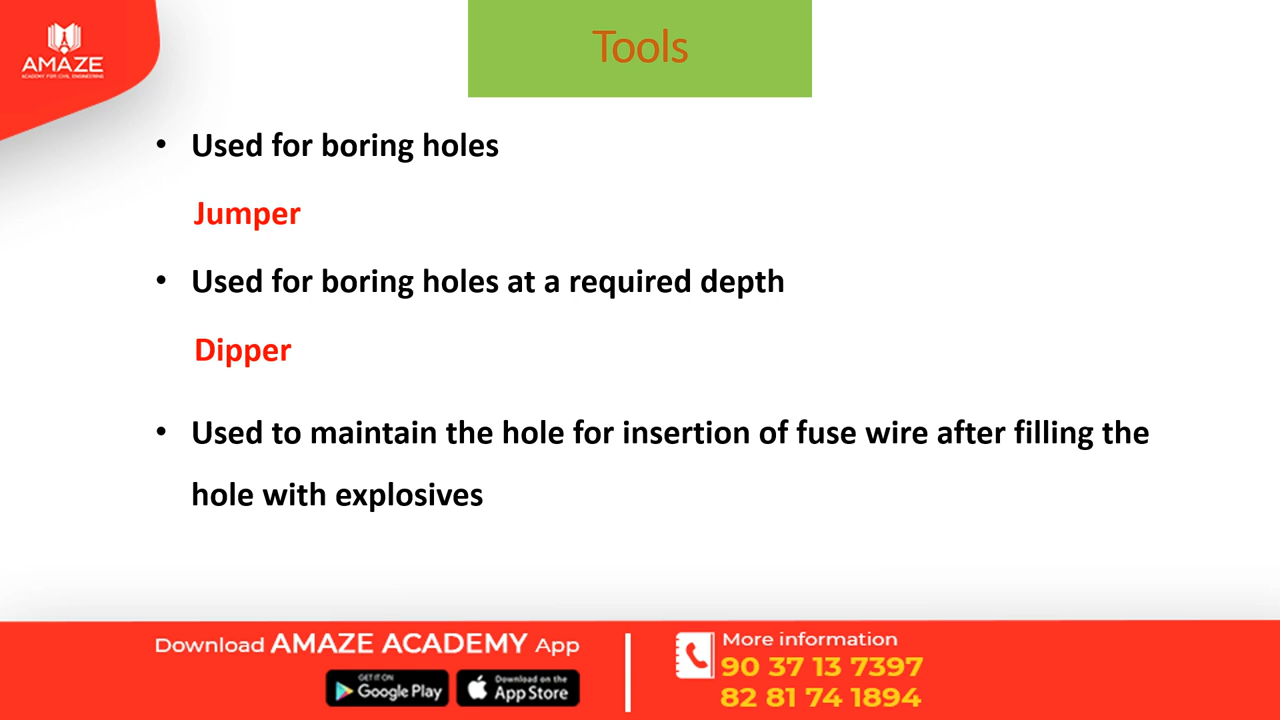 AMAZE
ACADEMY FOR CIVIL ENGINEERING
Tools
• Used for boring holes
Jumper
• Used for boring holes at a required depth
Dipper
• Used to maintain the hole for insertion of fuse wire after filling the
hole with explosives
Download AMAZE ACADEMY App
GET IT ON
Google Play
Download on the
App Store
More information
90 37 13 7397
82 81 74 1894